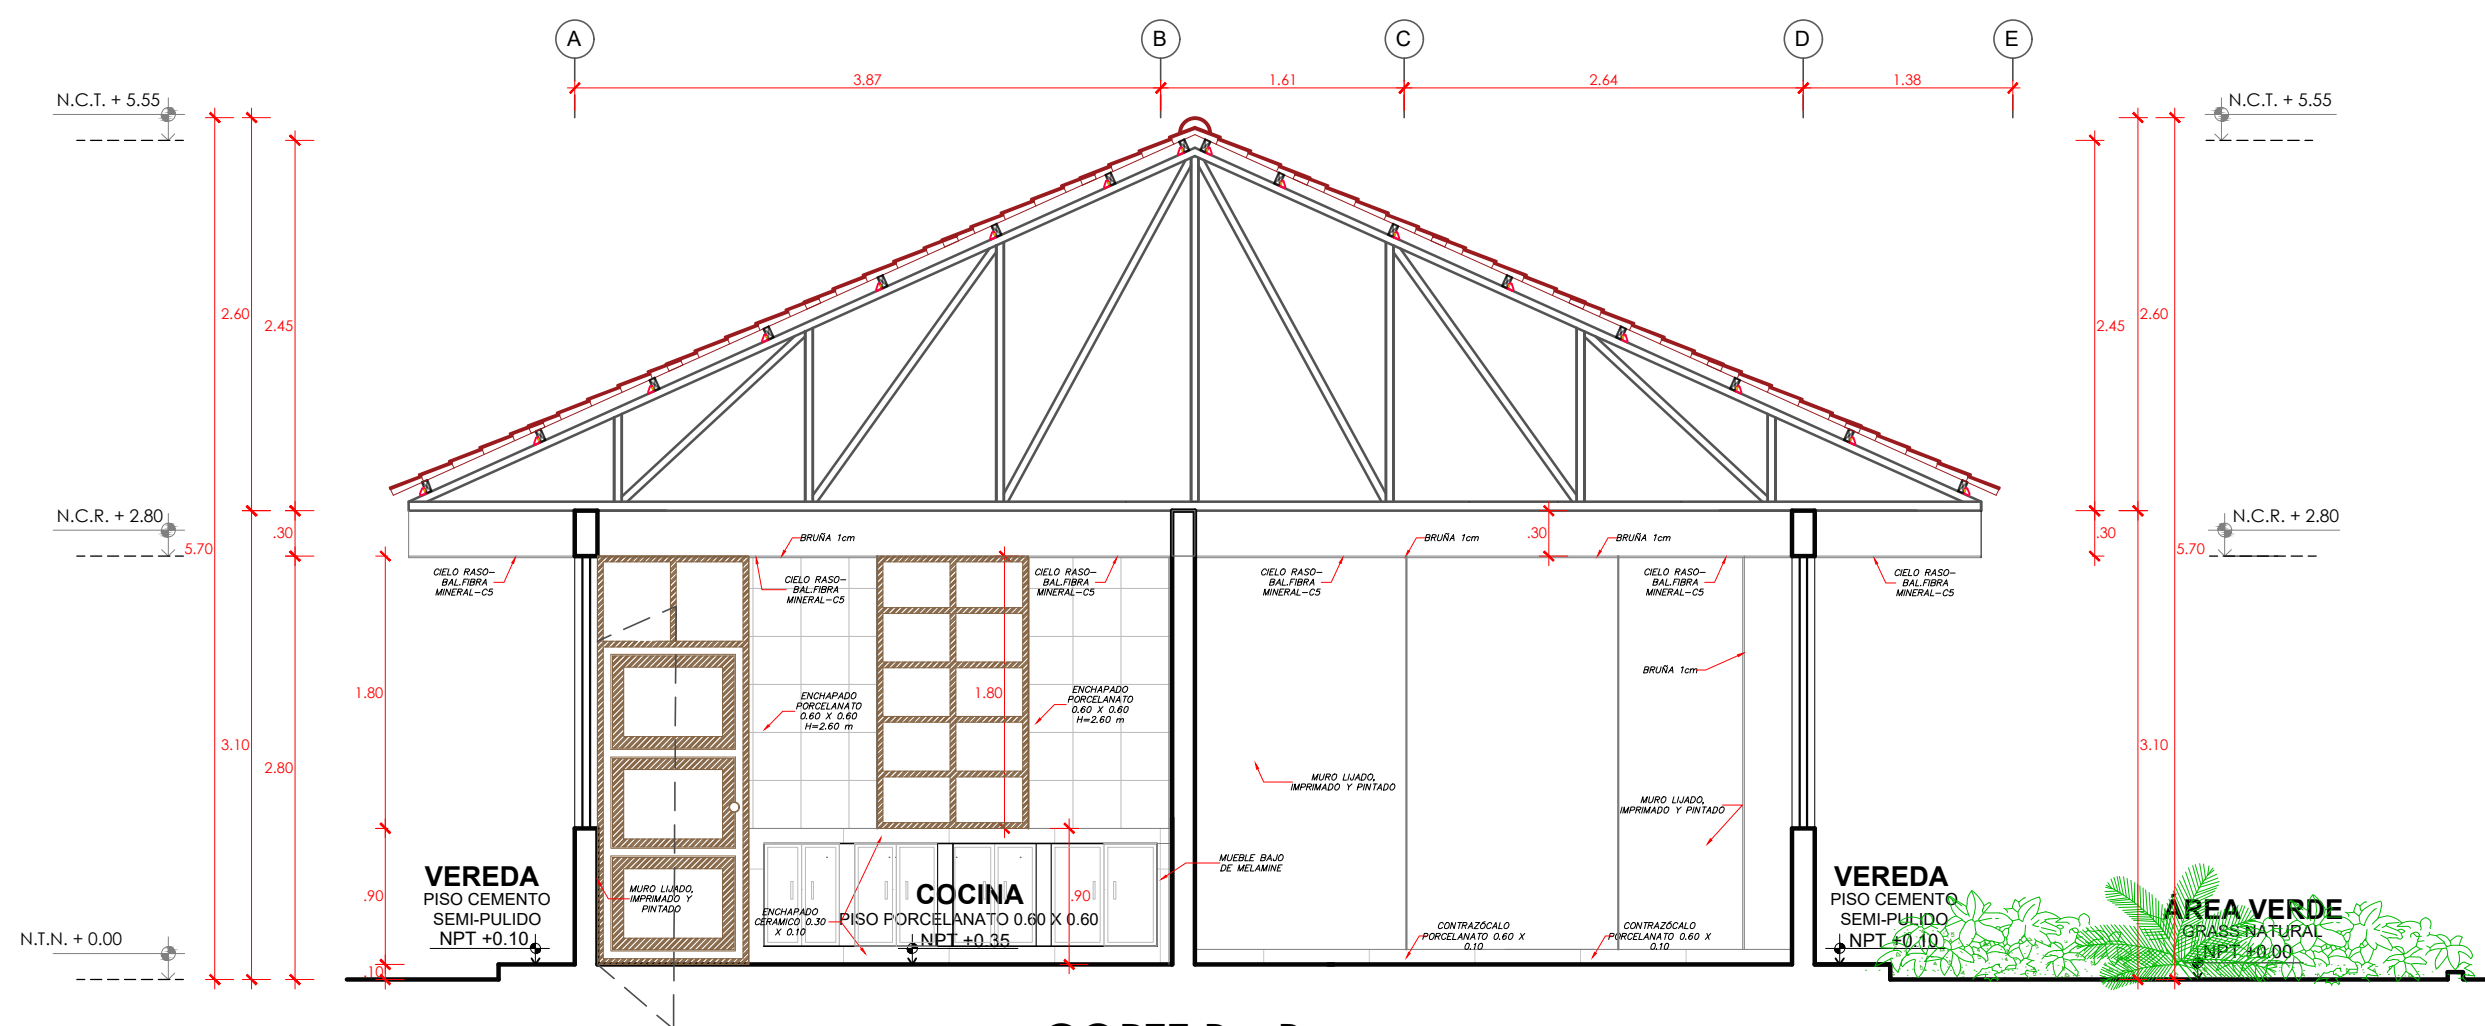 A
B
C
D
E
3.87
1.61
2.64
1.38
N.C.T. + 5.55
N.C.T. + 5.55
2.60
2.45
2.45
2.60
N.C.R. + 2.80
N.C.R. + 2.80
5.70
.30
.30
.30
5.70
BRUÑA 1cm
BRUÑA 1cm
BRUÑA 1cm
CIELO RASO-
BAL.FIBRA
MINERAL-C5
CIELO RASO-
BAL.FIBRA
MINERAL-C5
CIELO RASO-
BAL.FIBRA
MINERAL-C5
CIELO RASO-
BAL.FIBRA
MINERAL-C5
CIELO RASO-
BAL.FIBRA
MINERAL-C5
CIELO RASO-
BAL.FIBRA
MINERAL-C5
BRUÑA 1cm
1.80
1.80
ENCHAPADO
PORCELANATO
0.60 X 0.60
H=2.60 m
ENCHAPADO
PORCELANATO
0.60 X 0.60
H=2.60 m
3.10
2.80
3.10
MURO LIJADO,
IMPRIMADO Y PINTADO
MURO LIJADO,
IMPRIMADO Y PINTADO
MUEBLE BAJO
DE MELAMINE
VEREDA
PISO CEMENTO
SEMI-PULIDO
NPT +0.10
.90
.10
MURO LIJADO,
IMPRIMADO Y
PINTADO
ENCHAPADO
CERAMICO 0.30
X 0.10
COCINA
PISO PORCELANATO 0.60 X 0.60
NPT +0.35
.90
CONTRAZÓCALO
PORCELANATO 0.60 X
0.10
CONTRAZÓCALO
PORCELANATO 0.60 X
0.10
VEREDA
PISO CEMENTO
SEMI-PULIDO
NPT +0.10
ÁREA VERDE
GRASS NATURAL
NPT +0.00
N.T.N. + 0.00